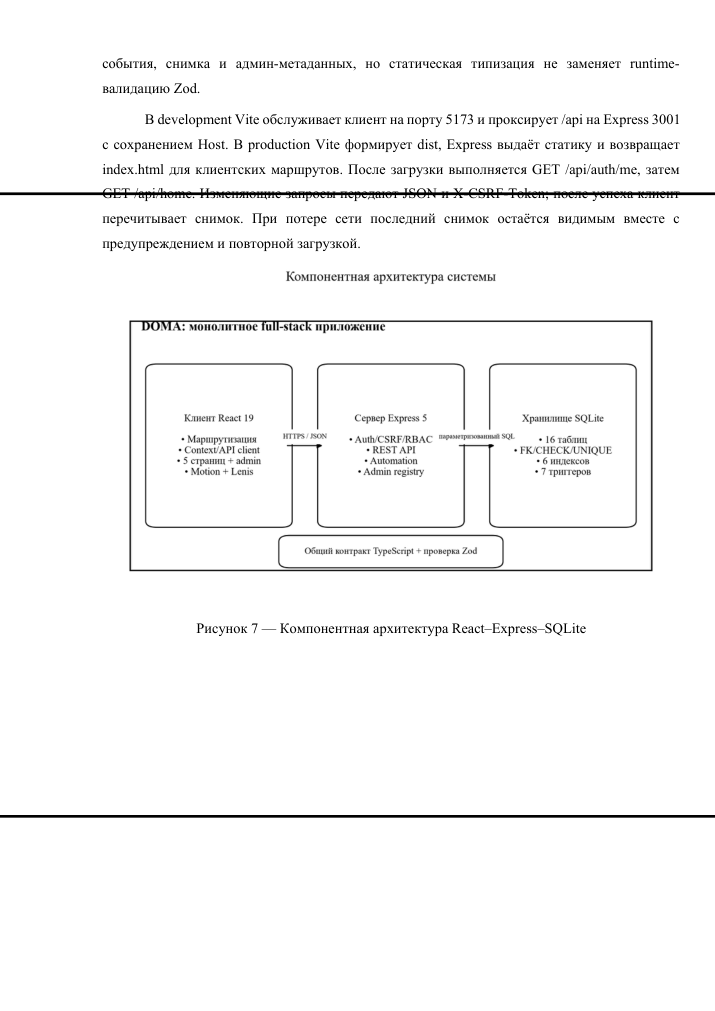 события, снимка и админ-метаданных, но статическая типизация не заменяет runtime-
валидацию Zod.
В development Vite обслуживает клиент на порту 5173 и проксирует /api на Express 3001
с сохранением Host. В production Vite формирует dist, Express выдаёт статику и возвращает
index.html для клиентских маршрутов. После загрузки выполняется GET /api/auth/me, затем
GET /api/home. Изменяющие запросы передают JSON и X-CSRF-Token; после успеха клиент
перечитывает снимок. При потере сети последний снимок остаётся видимым вместе с
предупреждением и повторной загрузкой.
Компонентная архитектура системы
DOMA: монолитное full-stack приложение
Клиент React 19
• Маршрутизация
• Context/API client
• 5 страниц + admin
• Motion + Lenis
HTTPS / JSON
Сервер Express 5
• Auth/CSRF/RBAC
• REST API
• Automation
• Admin registry
параметризованный SQL
Хранилище SQLite
• 16 таблиц
• FK/CHECK/UNIQUE
• 6 индексов
• 7 триггеров
Общий контракт TypeScript + проверка Zod
Рисунок 7 — Компонентная архитектура React–Express–SQLite